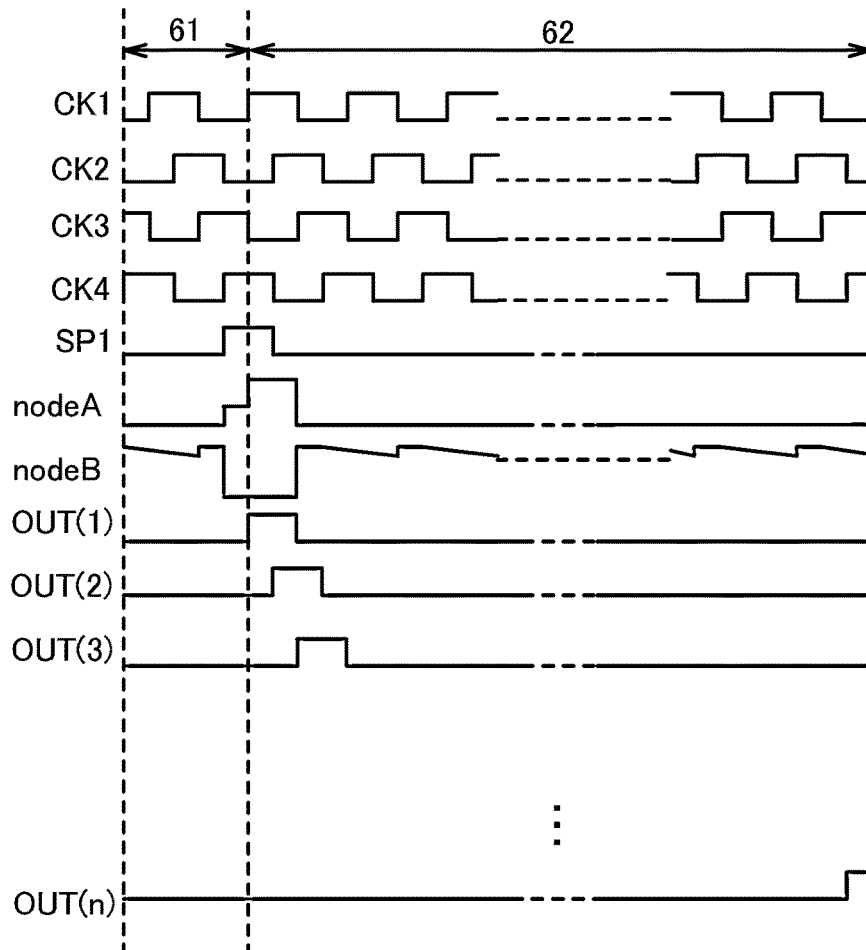 61 62
CK1
CK2
CK3
CK4
SP1
nodeA
nodeB
OUT(1)
OUT(2)
OUT(3)
OUT(n)